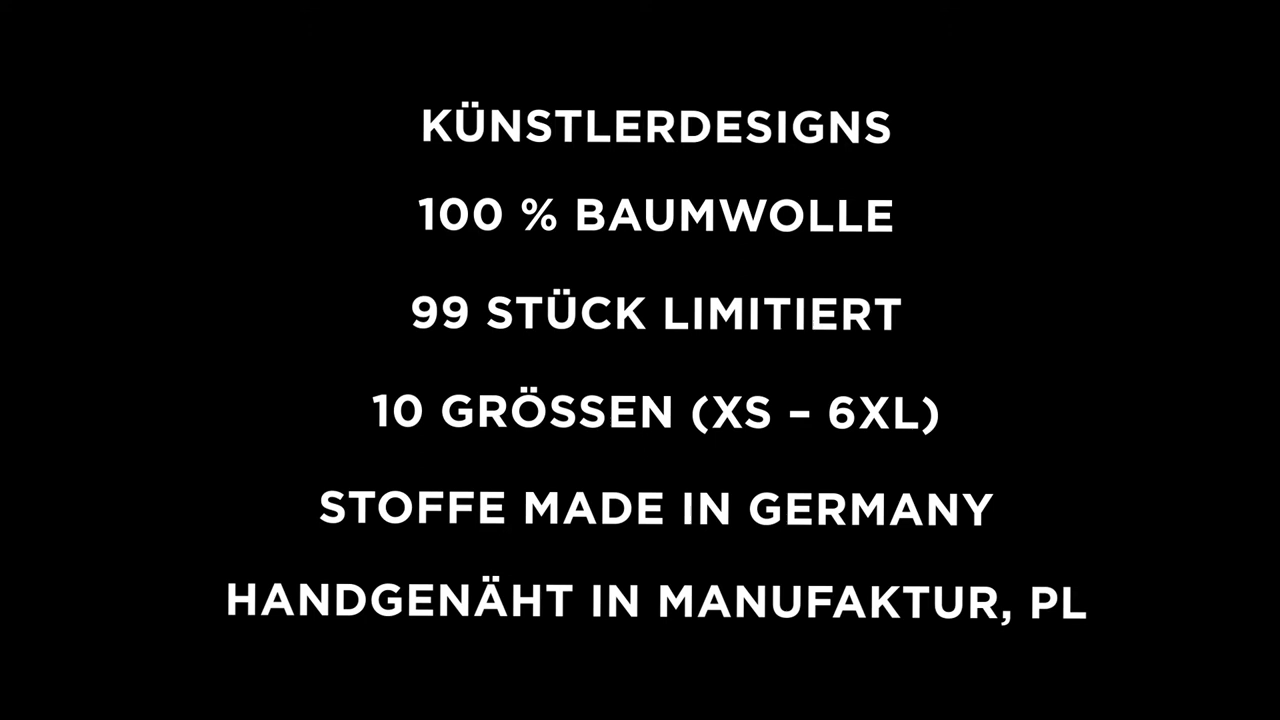 KÜNSTLERDESIGNS
100 % BAUMWOLLE
99 STÜCK LIMITIERT
10 GRÖSSEN (XS – 6XL)
STOFFE MADE IN GERMANY
HANDGENÄHT IN MANUFAKTUR, PL